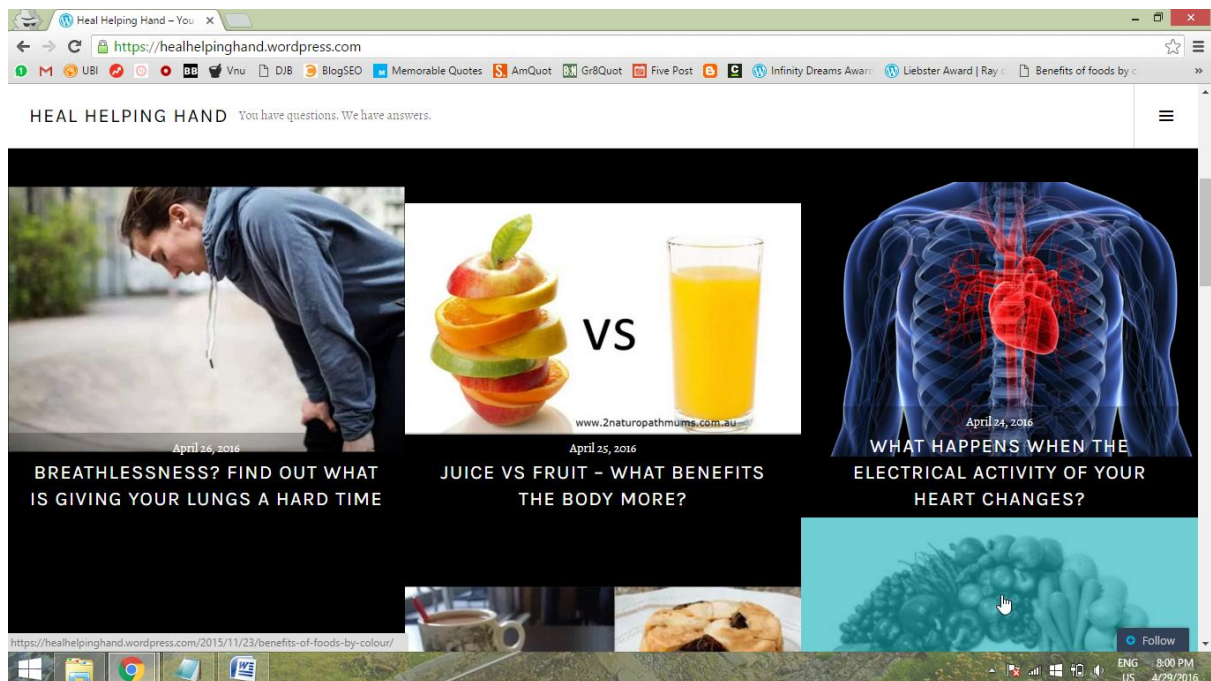 Heal Helping Hand – You
https://healhelpinghand.wordpress.com
UBI
BB
Vnu
DJB
BlogSEO
Memorable Quotes
AmQuot
Gr8Quot
Five Post
Infinity Dreams Awar
Liebster Award | Ray
Benefits of foods by
HEAL HELPING HAND
You have questions. We have answers.
VS
www.2naturopathmums.com.au
April 26, 2016
BREATHLESSNESS? FIND OUT WHAT
IS GIVING YOUR LUNGS A HARD TIME
April 25, 2016
JUICE VS FRUIT – WHAT BENEFITS
THE BODY MORE?
April 24, 2016
WHAT HAPPENS WHEN THE
ELECTRICAL ACTIVITY OF YOUR
HEART CHANGES?
https://healhelpinghand.wordpress.com/2015/11/23/benefits-of-foods-by-colour/
Follow
ENG 8:00 PM
US 4/29/2016